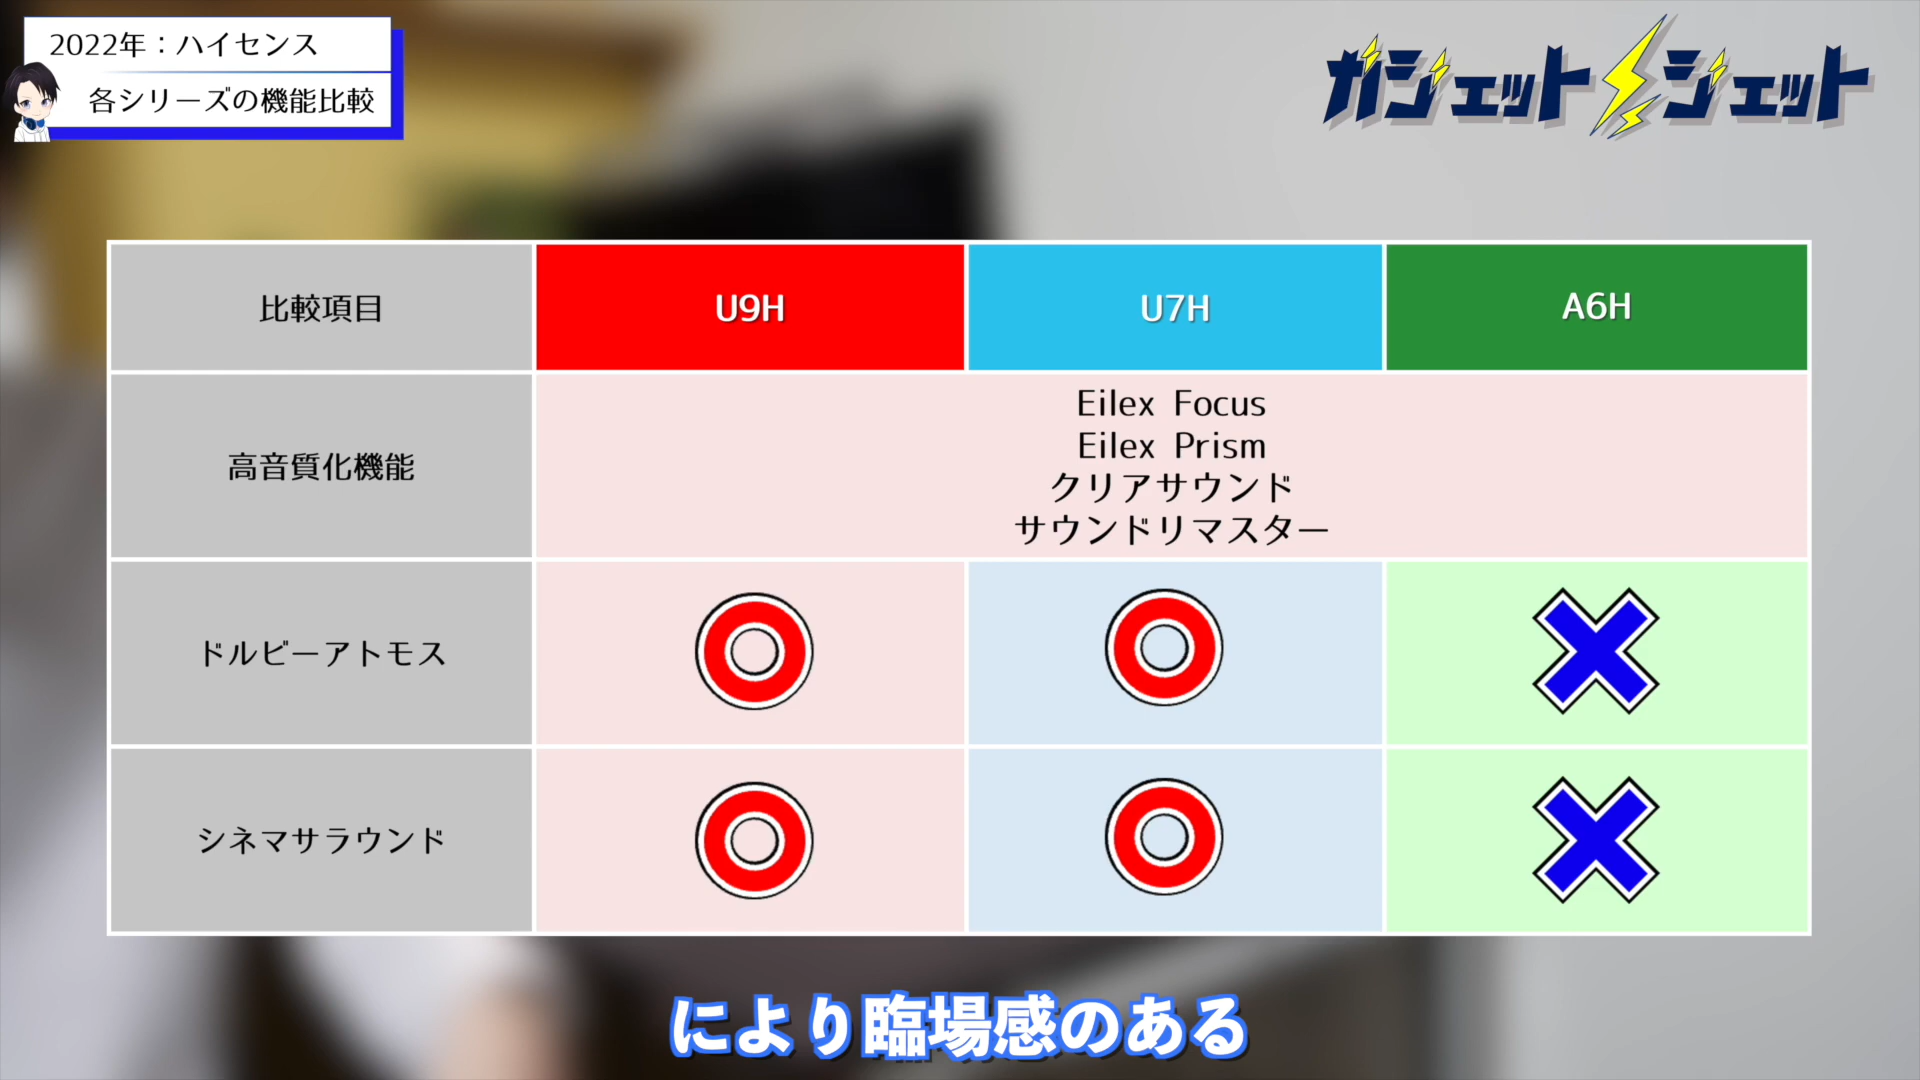 2022年：ハイセンス
各シリーズの機能比較
ガジェットジェット
比較項目
U9H
U7H
A6H
高音質化機能
Eilex Focus
Eilex Prism
クリアサウンド
サウンドリマスター
ドルビーアトモス
シネマサラウンド
により臨場感のある